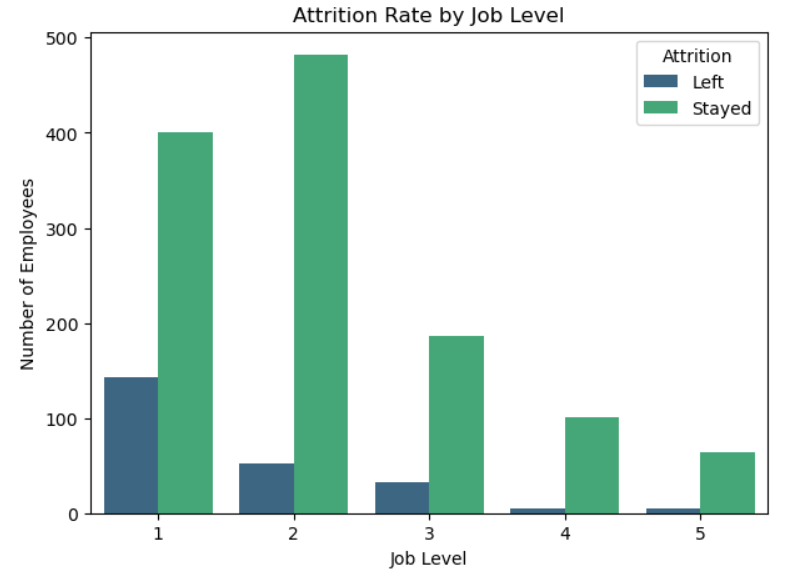 Attrition Rate by Job Level
Attrition
Left
Stayed
Number of Employees
500
400
300
200
100
0
1 2 3 4 5
Job Level